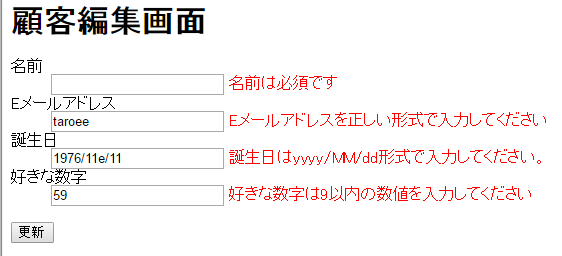 顧客編集画面
名前
名前は必須です
Eメールアドレス
taroee Eメールアドレスを正しい形式で入力してください
誕生日
1976/11e/11 誕生日はyyyy/MM/dd形式で入力してください。
好きな数字
59 好きな数字は9以内の数値を入力してください
更新